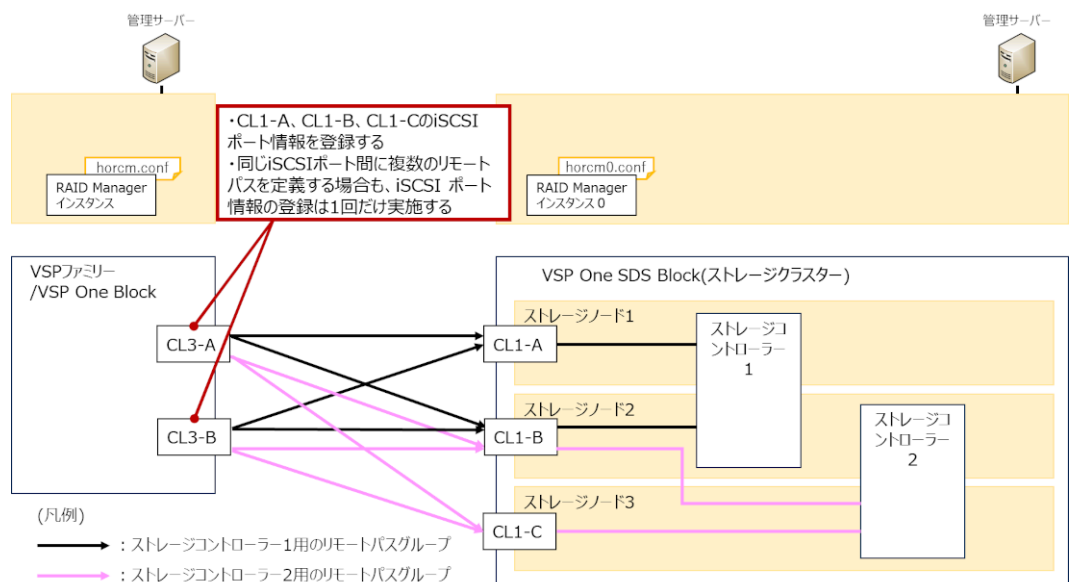 管理サーバー
管理サーバー
・CL1-A、CL1-B、CL1-CのiSCSI
ポート情報を登録する
・同じiSCSIポート間に複数のリモート
パスを定義する場合も、iSCSI ポート
情報の登録は1回だけ実施する
horcm.conf
RAID Manager
インスタンス
horcm0.conf
RAID Manager
インスタンス 0
VSPファミリー
/VSP One Block
VSP One SDS Block(ストレージクラスター)
ストレージノード1
ストレージコ
ントローラー
1
CL3-A
CL1-A
ストレージノード2
ストレージコ
ントローラー
2
CL3-B
CL1-B
ストレージノード3
CL1-C
(凡例)
：ストレージコントローラー1用のリモートパスグループ
：ストレージコントローラー2用のリモートパスグループ